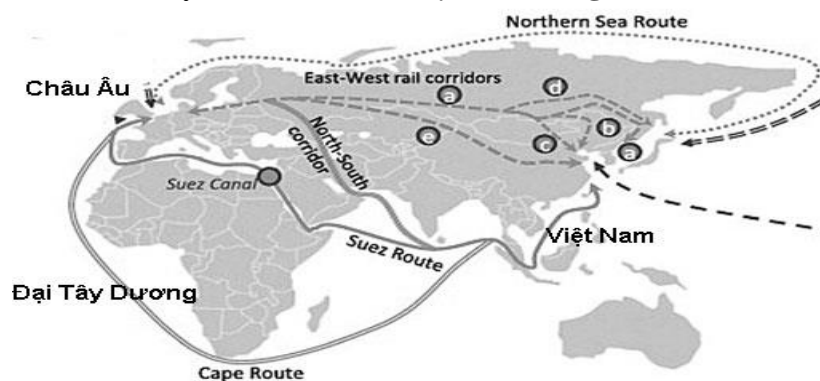 Northern Sea Route
East-West rail corridors
Châu Âu
a
d
b
c
e
a
North-South
corridor
Suez Canal
Suez Route
Việt Nam
Đại Tây Dương
Cape Route